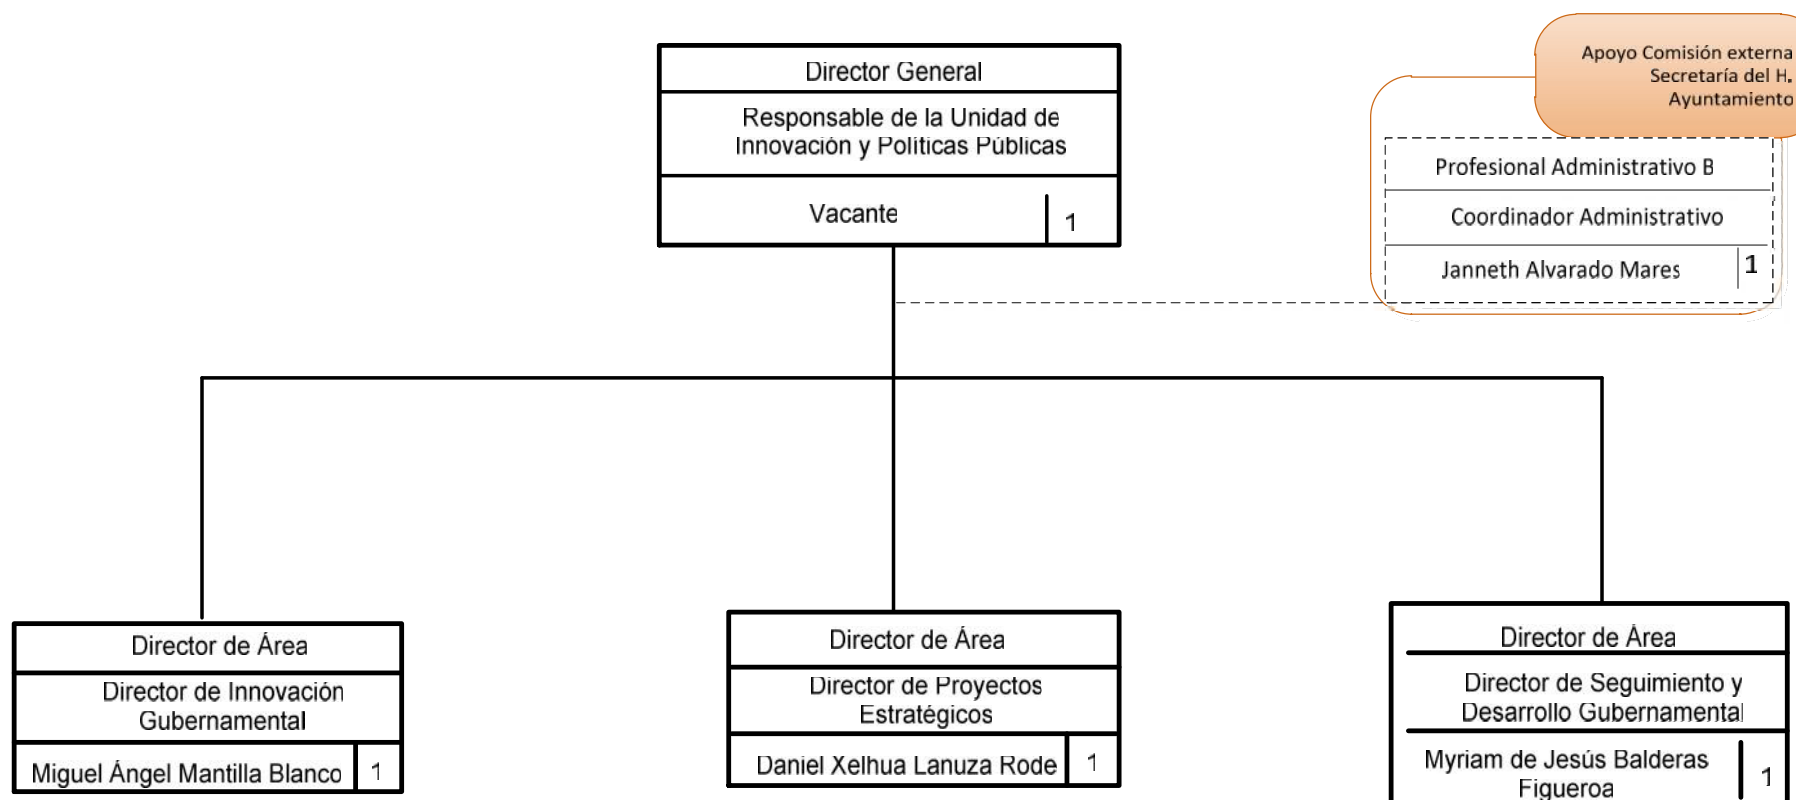 Director General
Responsable de la Unidad de
Innovación y Políticas Públicas
Vacante
1
Apoyo Comisión externa
Secretaría del H.
Ayuntamiento
Profesional Administrativo B
Coordinador Administrativo
Janneth Alvarado Mares
1
Director de Área
Director de Innovación
Gubernamental
Miguel Ángel Mantilla Blanco
1
Director de Área
Director de Proyectos
Estratégicos
Daniel Xelhua Lanuza Rode
1
Director de Área
Director de Seguimiento y
Desarrollo Gubernamental
Myriam de Jesús Balderas
Figueroa
1